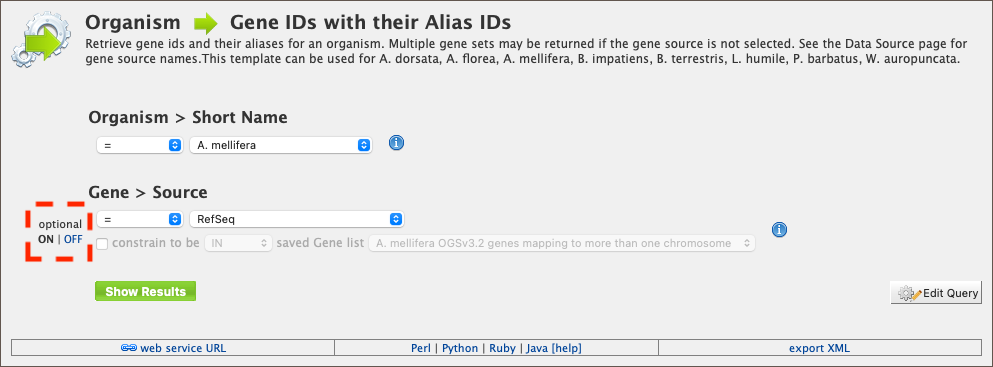 Organism Gene IDs with their Alias IDs
Retrieve gene ids and their aliases for an organism. Multiple gene sets may be returned if the gene source is not selected. See the Data Source page for
gene source names.This template can be used for A. dorsata, A. florea, A. mellifera, B. impatiens, B. terrestris, L. humile, P. barbatus, W. auropuncata.
Organism > Short Name
= A. mellifera
Gene > Source
optional
= RefSeq
ON | OFF
constrain to be IN saved Gene list A. mellifera OGSv3.2 genes mapping to more than one chromosome
Show Results
Edit Query
web service URL Perl | Python | Ruby | Java [help] export XML